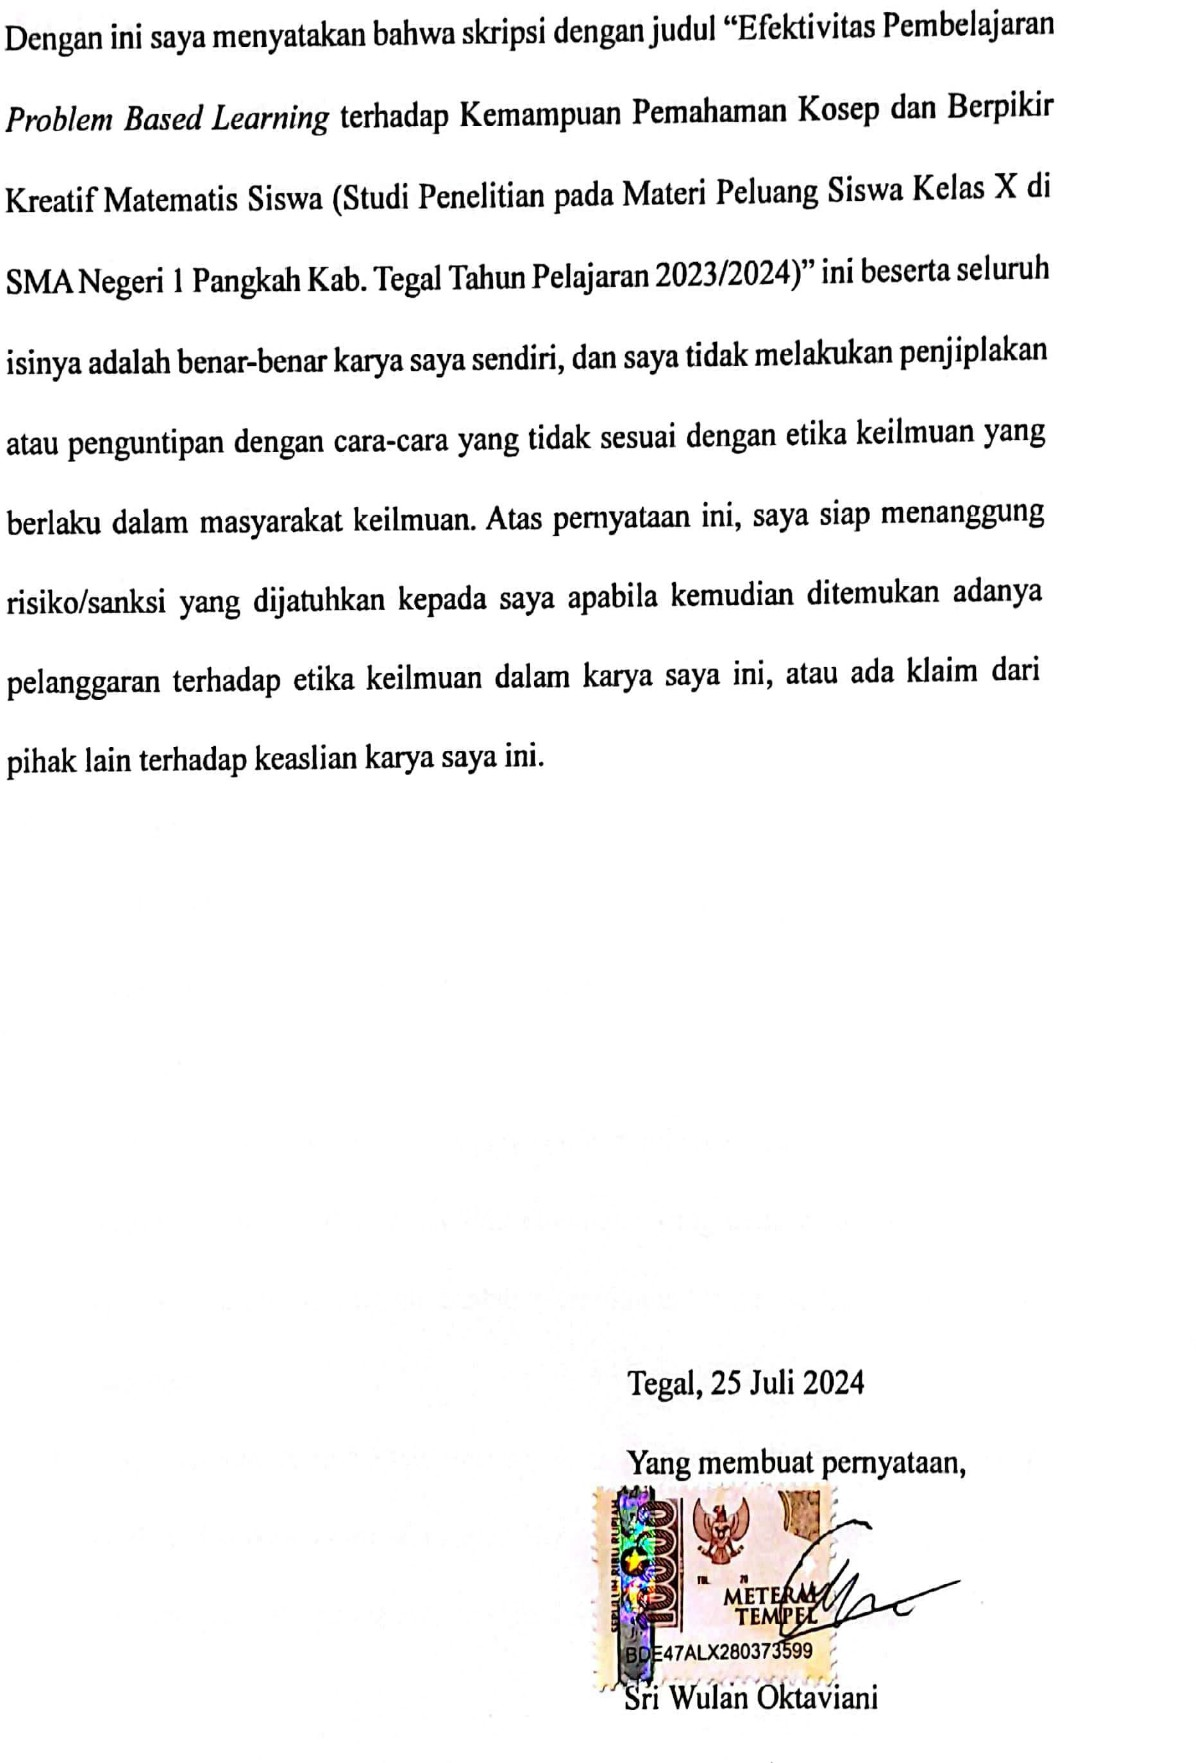 Dengan ini saya menyatakan bahwa skripsi dengan judul “Efektivitas Pembelajaran
Problem Based Learning terhadap Kemampuan Pemahaman Kosep dan Berpikir
Kreatif Matematis Siswa (Studi Penelitian pada Materi Peluang Siswa Kelas X di
SMA Negeri 1 Pangkah Kab. Tegal Tahun Pelajaran 2023/2024)” ini beserta seluruh
isinya adalah benar-benar karya saya sendiri, dan saya tidak melakukan penjiplakan
atau penguntipan dengan cara-cara yang tidak sesuai dengan etika keilmuan yang
berlaku dalam masyarakat keilmuan. Atas pernyataan ini, saya siap menanggung
risiko/sanksi yang dijatuhkan kepada saya apabila kemudian ditemukan adanya
pelanggaran terhadap etika keilmuan dalam karya saya ini, atau ada klaim dari
pihak lain terhadap keaslian karya saya ini.
Tegal, 25 Juli 2024
Yang membuat pernyataan,
SEPULUH RIBU RUPIAH
10000
METERAI
TEMPEL
BDE47ALX280373599
Sri Wulan Oktaviani